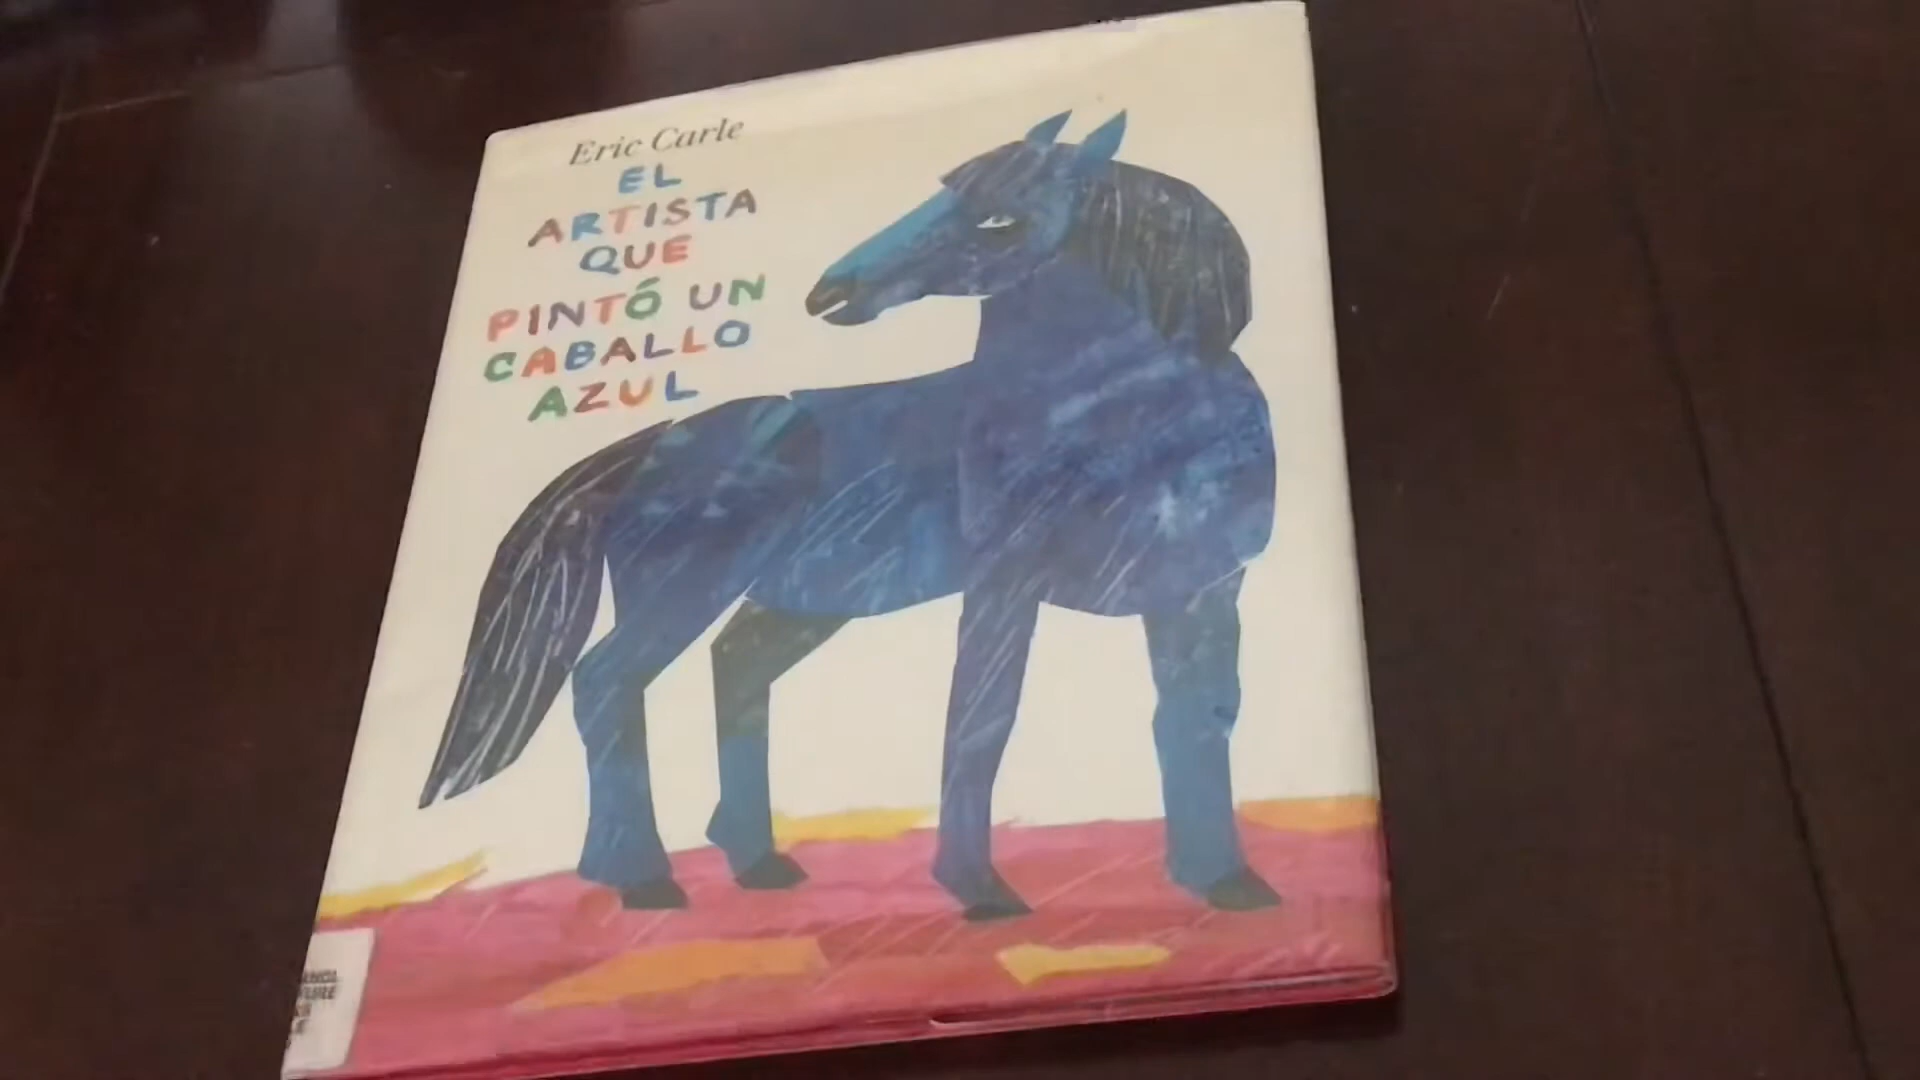 Eric Carle
EL
ARTISTA
QUE
PINTÓ UN
CABALLO
AZUL